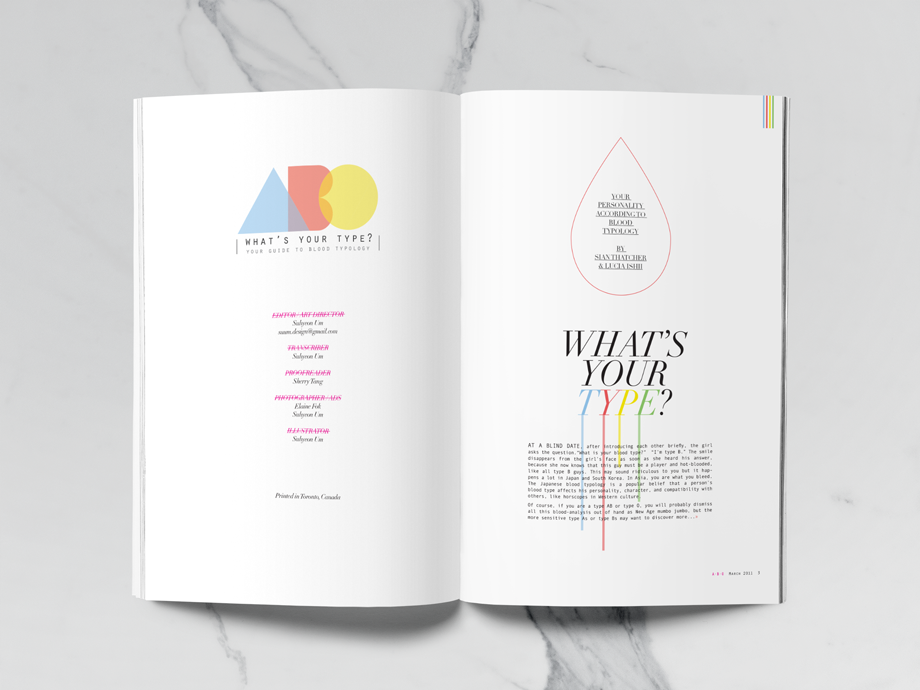 ABO
WHAT'S YOUR TYPE?
YOUR GUIDE TO BLOOD TYPOLOGY
EDITOR / ART DIRECTOR
Um
suum.design@gmail.com
TRANSCRIBER
Um
PROOFREADER
Sherry Tang
PHOTOGRAPHER / ADS
Elaine Fok
Um
ILLUSTRATOR
Um
Printed in Toronto, Canada
YOUR
PERSONALITY
ACCORDING TO
BLOOD
TYPOLOGY
BY
SIAN THATCHER
& LUCIA ISHII
WHAT'S
YOUR
TYPE?
AT A BLIND DATE, after introducing each other briefly, the girl
asks the question,"What is your blood type?" "I'm type B." The smile
disappears from the girl's face as soon as she heard his answer,
because she now knows that this guy must be a player and hot-blooded,
like all type B guys. This may sound ridiculous to you but it hap-
pens a lot in Japan and South Korea. In Asia, you are what you bleed.
The Japanese blood typology is a popular belief that a person's
blood type affects his personality, character, and compatibility with
others, like horscopes in Western culture.
Of course, if you are a type AB or type O, you will probably dismiss
all this blood-analysis out of hand as New Age mumbo jumbo, but the
more sensitive type As or type Bs may want to discover more...
ABO March 2011